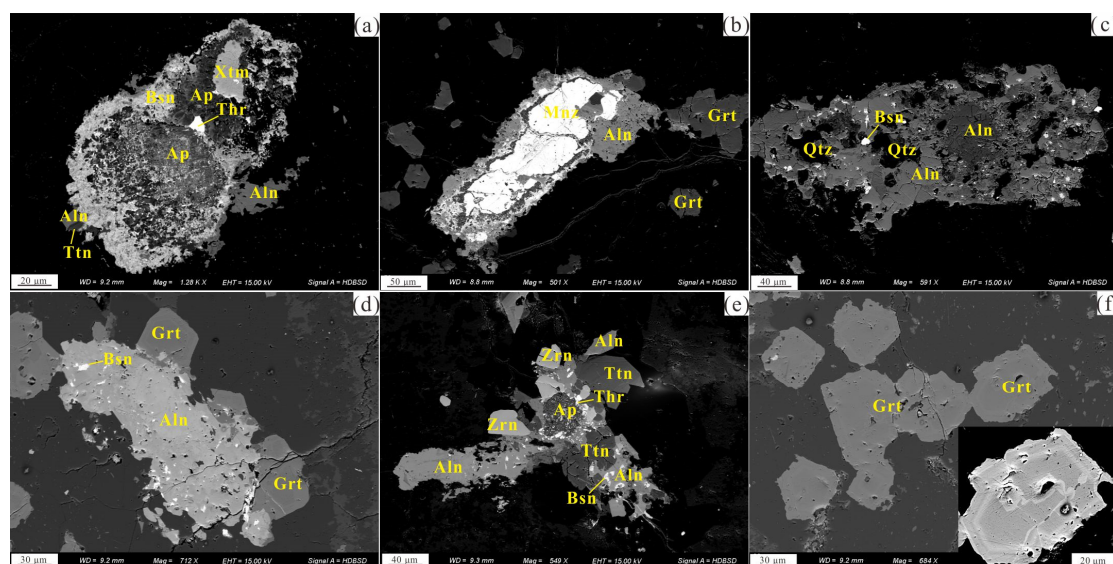 (a)
Xtm
Bsn
Ap
Thr
Ap
Aln
Aln
Ttn
20 µm
WD = 9.2 mm Mag = 1.28 K X EHT = 15.00 kV Signal A = HDBSD
(b)
Mnz
Grt
Aln
Grt
50 µm
WD = 8.8 mm Mag = 501 X EHT = 15.00 kV Signal A = HDBSD
(c)
Bsn
Aln
Qtz
Qtz
Aln
40 µm
WD = 8.8 mm Mag = 591 X EHT = 15.00 kV Signal A = HDBSD
(d)
Grt
Bsn
Aln
Grt
30 µm
WD = 9.2 mm Mag = 712 X EHT = 15.00 kV Signal A = HDBSD
(e)
Aln
Zrn
Ttn
Thr
Ap
Zrn
Ttn
Aln
Aln
Bsn
40 µm
WD = 9.3 mm Mag = 549 X EHT = 15.00 kV Signal A = HDBSD
(f)
Grt
Grt
30 µm
WD = 9.2 mm Mag = 684 X
20 µm